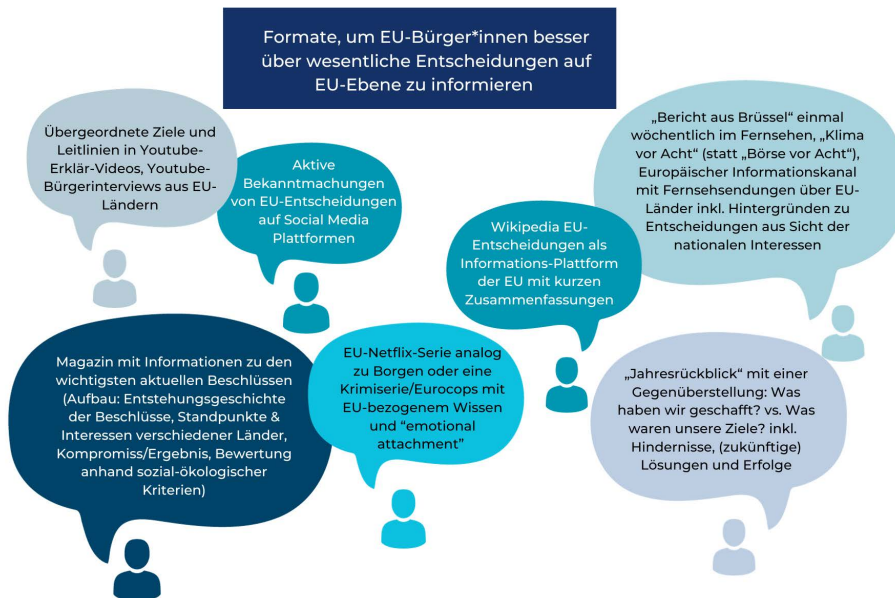 Formate, um EU-Bürger*innen besser
über wesentliche Entscheidungen auf
EU-Ebene zu informieren
Übergeordnete Ziele und
Leitlinien in Youtube-
Erklär-Videos, Youtube-
Bürgerinterviews aus EU-
Ländern
Aktive
Bekanntmachungen
von EU-Entscheidungen
auf Social Media
Plattformen
Wikipedia EU-
Entscheidungen als
Informations-Plattform
der EU mit kurzen
Zusammenfassungen
„Bericht aus Brüssel“ einmal
wöchentlich im Fernsehen, „Klima
vor Acht“ (statt „Börse vor Acht“),
Europäischer Informationskanal
mit Fernsehsendungen über EU-
Länder inkl. Hintergründen zu
Entscheidungen aus Sicht der
nationalen Interessen
Magazin mit Informationen zu den
wichtigsten aktuellen Beschlüssen
(Aufbau: Entstehungsgeschichte
der Beschlüsse, Standpunkte &
Interessen verschiedener Länder,
Kompromiss/Ergebnis, Bewertung
anhand sozial-ökologischer
Kriterien)
EU-Netflix-Serie analog
zu Borgen oder eine
Krimiserie/Eurocops mit
EU-bezogenem Wissen
und “emotional
attachment”
„Jahresrückblick“ mit einer
Gegenüberstellung: Was
haben wir geschafft? vs. Was
waren unsere Ziele? inkl.
Hindernisse, (zukünftige)
Lösungen und Erfolge